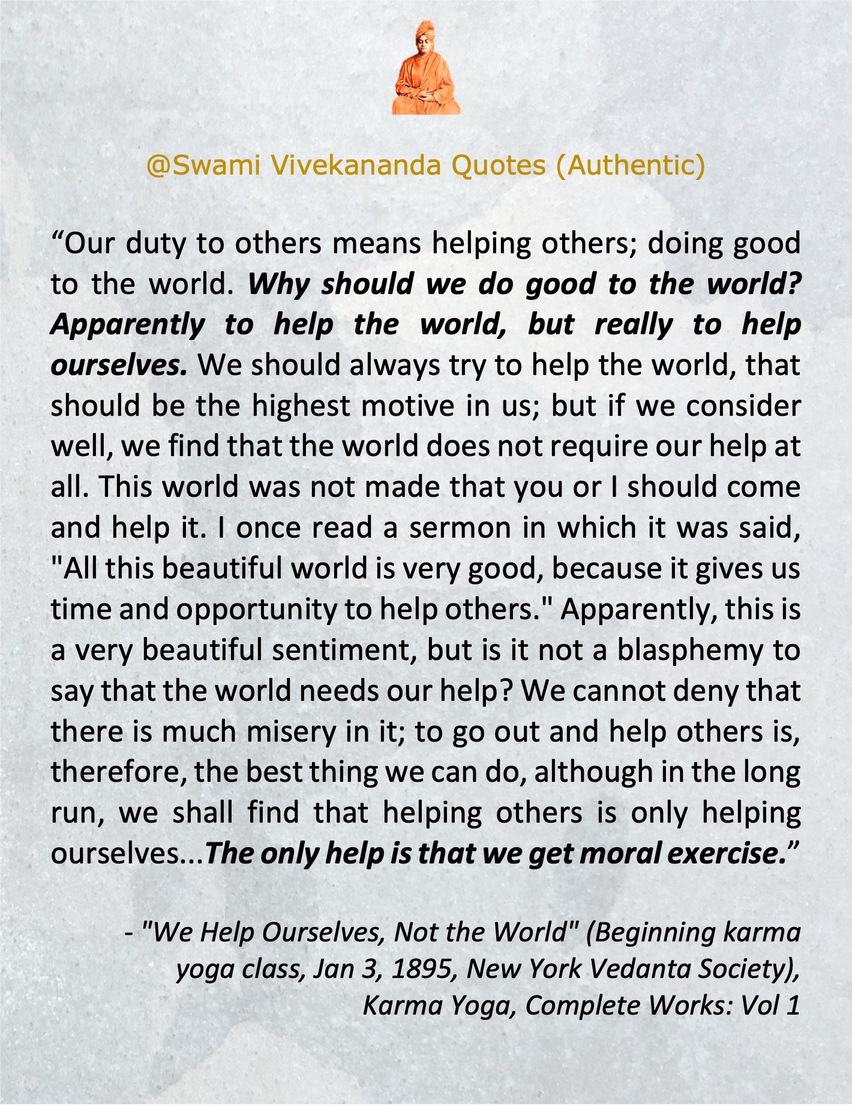 @Swami Vivekananda Quotes (Authentic)
“Our duty to others means helping others; doing good
to the world. Why should we do good to the world?
Apparently to help the world, but really to help
ourselves. We should always try to help the world, that
should be the highest motive in us; but if we consider
well, we find that the world does not require our help at
all. This world was not made that you or I should come
and help it. I once read a sermon in which it was said,
"All this beautiful world is very good, because it gives us
time and opportunity to help others." Apparently, this is
a very beautiful sentiment, but is it not a blasphemy to
say that the world needs our help? We cannot deny that
there is much misery in it; to go out and help others is,
therefore, the best thing we can do, although in the long
run, we shall find that helping others is only helping
ourselves...The only help is that we get moral exercise.”
- "We Help Ourselves, Not the World" (Beginning karma
yoga class, Jan 3, 1895, New York Vedanta Society),
Karma Yoga, Complete Works: Vol 1